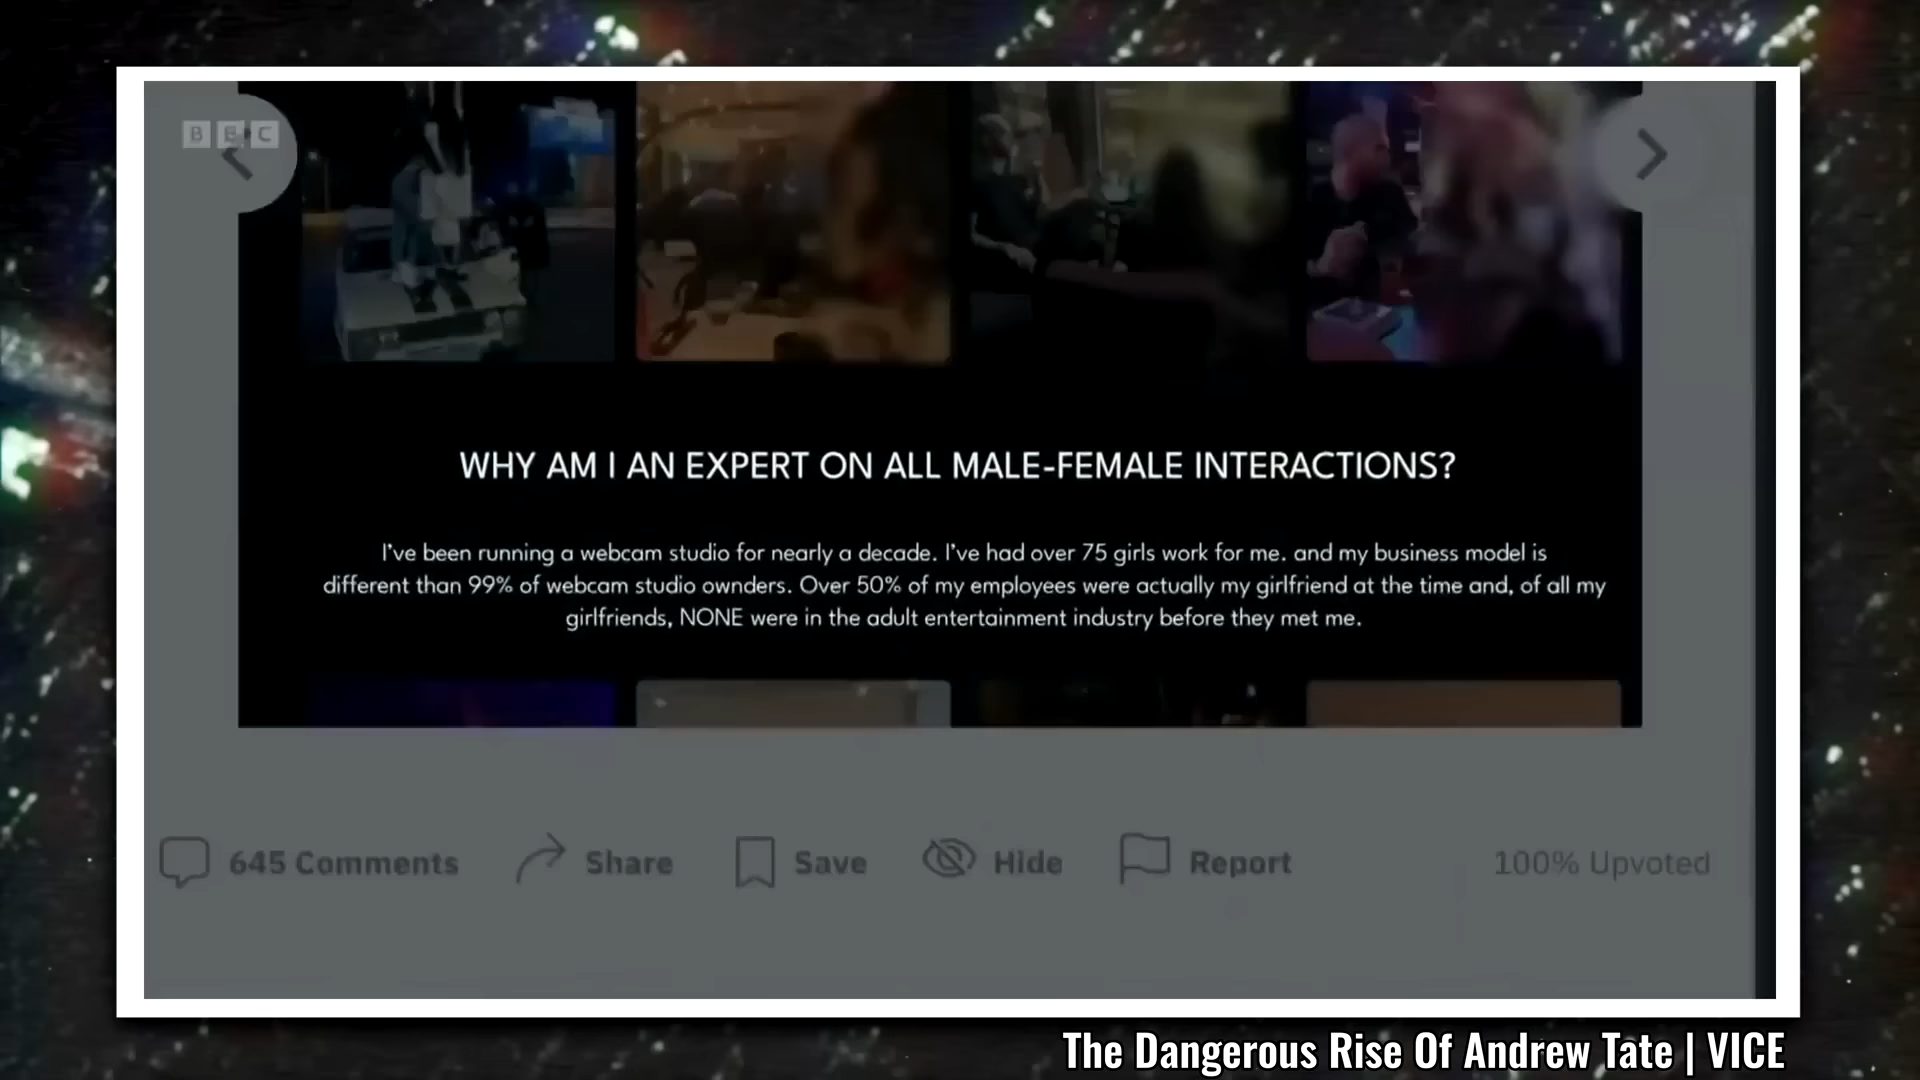 BBC
WHY AM I AN EXPERT ON ALL MALE-FEMALE INTERACTIONS?
I've been running a webcam studio for nearly a decade. I've had over 75 girls work for me. and my business model is
different than 99% of webcam studio ownders. Over 50% of my employees were actually my girlfriend at the time and, of all my
girlfriends, NONE were in the adult entertainment industry before they met me.
645 Comments Share Save Hide Report 100% Upvoted
The Dangerous Rise Of Andrew Tate | VICE